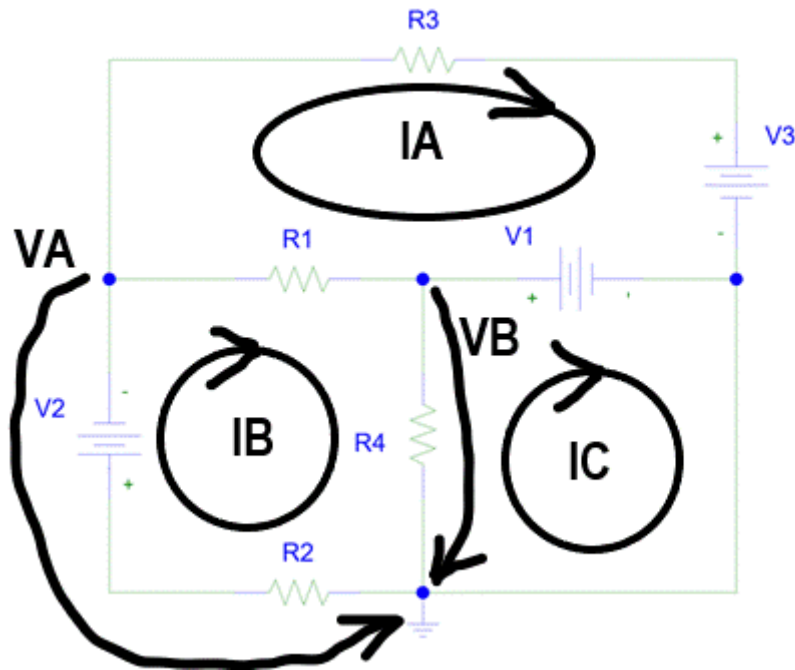 R3
IA
+
V3
R1
V1
-
VA
+
-
VB
-
V2
IB
R4
IC
+
R2